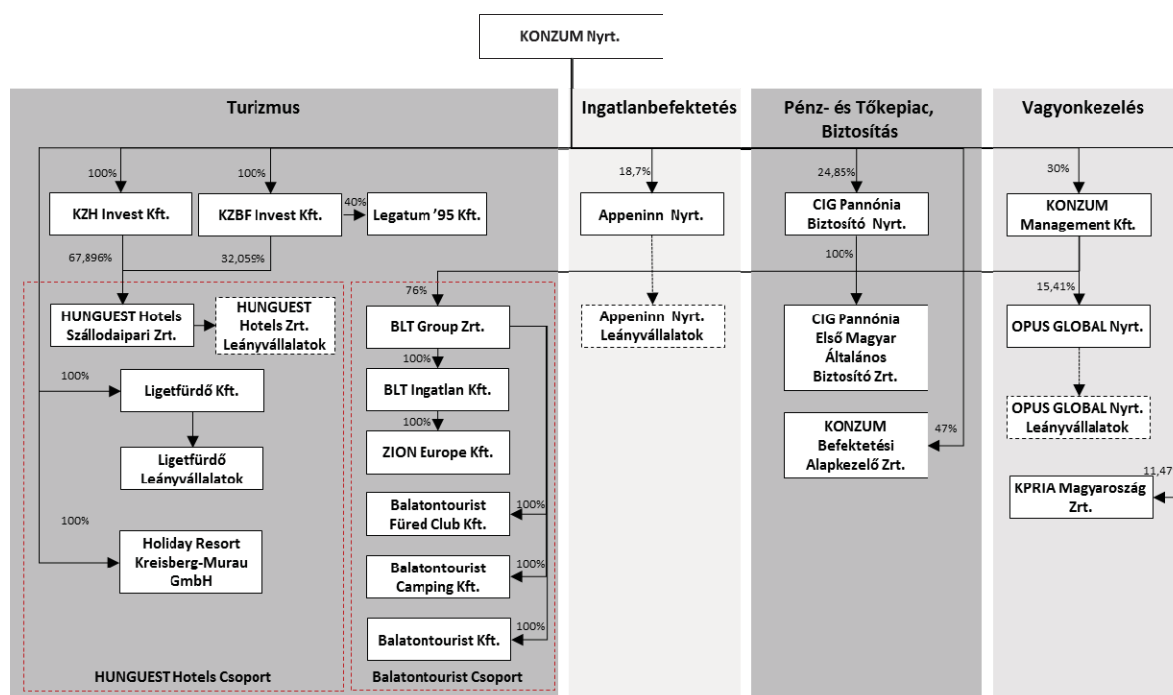 KONZUM Nyrt.
Turizmus
100%
KZH Invest Kft.
100%
KZBF Invest Kft.
40%
Legatum ’95 Kft.
67,896%
32,059%
HUNGUEST Hotels
Szállodaipari Zrt.
HUNGUEST
Hotels Zrt.
Leányvállalatok
100%
Ligetfürdő Kft.
Ligetfürdő
Leányvállalatok
100%
Holiday Resort
Kreisberg-Murau
GmbH
HUNGUEST Hotels Csoport
76%
BLT Group Zrt.
100%
BLT Ingatlan Kft.
100%
ZION Europe Kft.
Balatontourist
Füred Club Kft.
100%
Balatontourist
Camping Kft.
100%
Balatontourist Kft.
100%
Balatontourist Csoport
Ingatlanbefektetés
18,7%
Appeninn Nyrt.
Appeninn Nyrt.
Leányvállalatok
Pénz- és Tőkepiac,
Biztosítás
24,85%
CIG Pannónia
Biztosító Nyrt.
100%
CIG Pannónia
Első Magyar
Általános
Biztosító Zrt.
KONZUM
Befektetési
Alapkezelő Zrt.
47%
Vagyonkezelés
30%
KONZUM
Management Kft.
15,41%
OPUS GLOBAL Nyrt.
OPUS GLOBAL Nyrt.
Leányvállalatok
11,47
KPRIA Magyaroszág
Zrt.